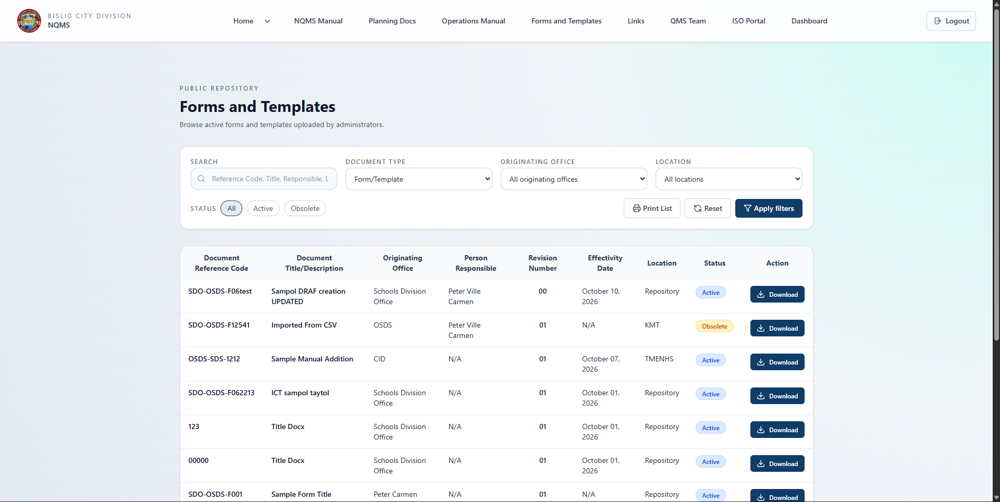 BISLIG CITY DIVISION
NQMS
Home
NQMS Manual
Planning Docs
Operations Manual
Forms and Templates
Links
QMS Team
ISO Portal
Dashboard
Logout
PUBLIC REPOSITORY
Forms and Templates
Browse active forms and templates uploaded by administrators.
SEARCH
Reference Code, Title, Responsible, L
DOCUMENT TYPE
Form/Template
ORIGINATING OFFICE
All originating offices
LOCATION
All locations
STATUS
All
Active
Obsolete
Print List
Reset
Apply filters
Document
Reference Code
Document
Title/Description
Originating
Office
Person
Responsible
Revision
Number
Effectivity
Date
Location
Status
Action
SDO-OSDS-F06test
Sampol DRAF creation
UPDATED
Schools Division
Office
Peter Ville
Carmen
00
October 10,
2026
Repository
Active
Download
SDO-OSDS-F12541
Imported From CSV
OSDS
Peter Ville
Carmen
01
N/A
KMT
Obsolete
Download
OSDS-SDS-1212
Sample Manual Addition
CID
N/A
01
October 07,
2026
TMENHS
Active
Download
SDO-OSDS-F062213
ICT sampol taytol
Schools Division
Office
N/A
01
October 01,
2026
Repository
Active
Download
123
Title Docx
Schools Division
Office
N/A
01
October 01,
2026
Repository
Active
Download
00000
Title Docx
Schools Division
Office
N/A
01
October 01,
2026
Repository
Active
Download
SDO-OSDS-F001
Sample Form Title
Peter Carmen
N/A
01
N/A
Repository
Active
Download